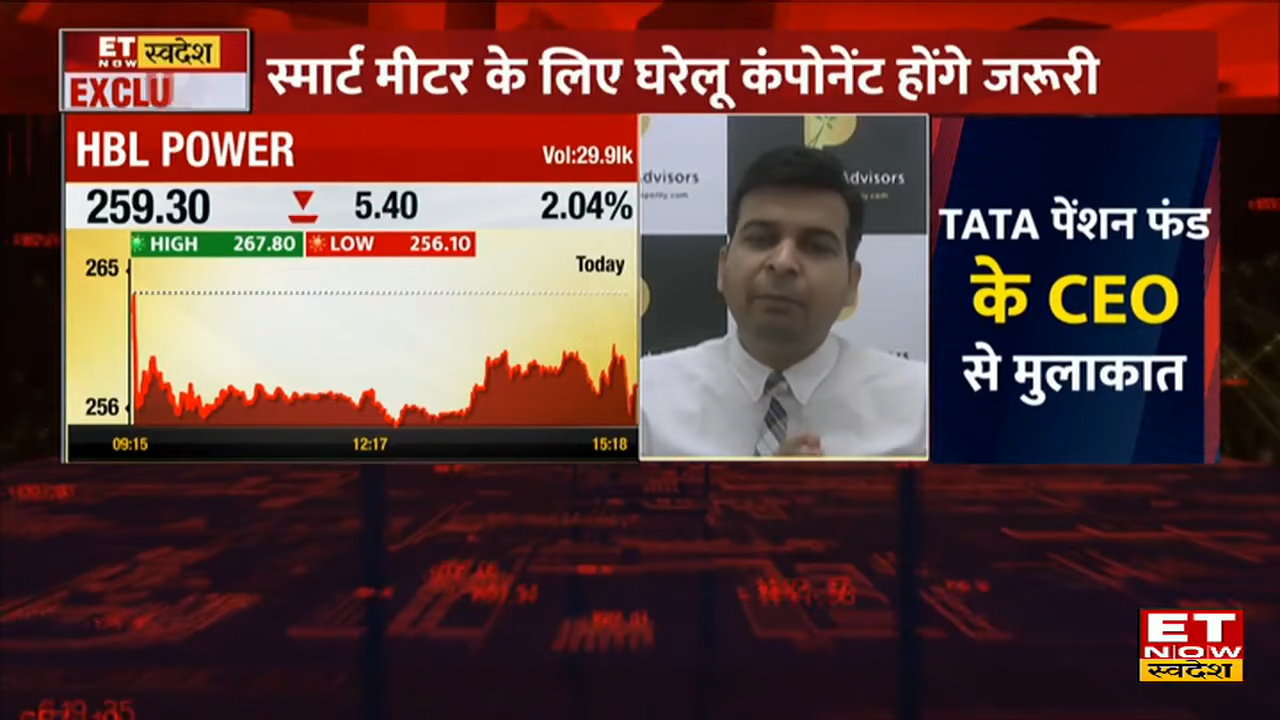 ET
NOW
स्वदेश
EXCLU
स्मार्ट मीटर के लिए घरेलू कंपोनेंट होंगे जरूरी
HBL POWER
Vol:29.9lk
259.30 5.40 2.04%
HIGH 267.80 LOW 256.10
Today
265
256
09:15 12:17 15:18
Advisors
TATA पेंशन फंड
के CEO
से मुलाकात
ET
NOW
स्वदेश